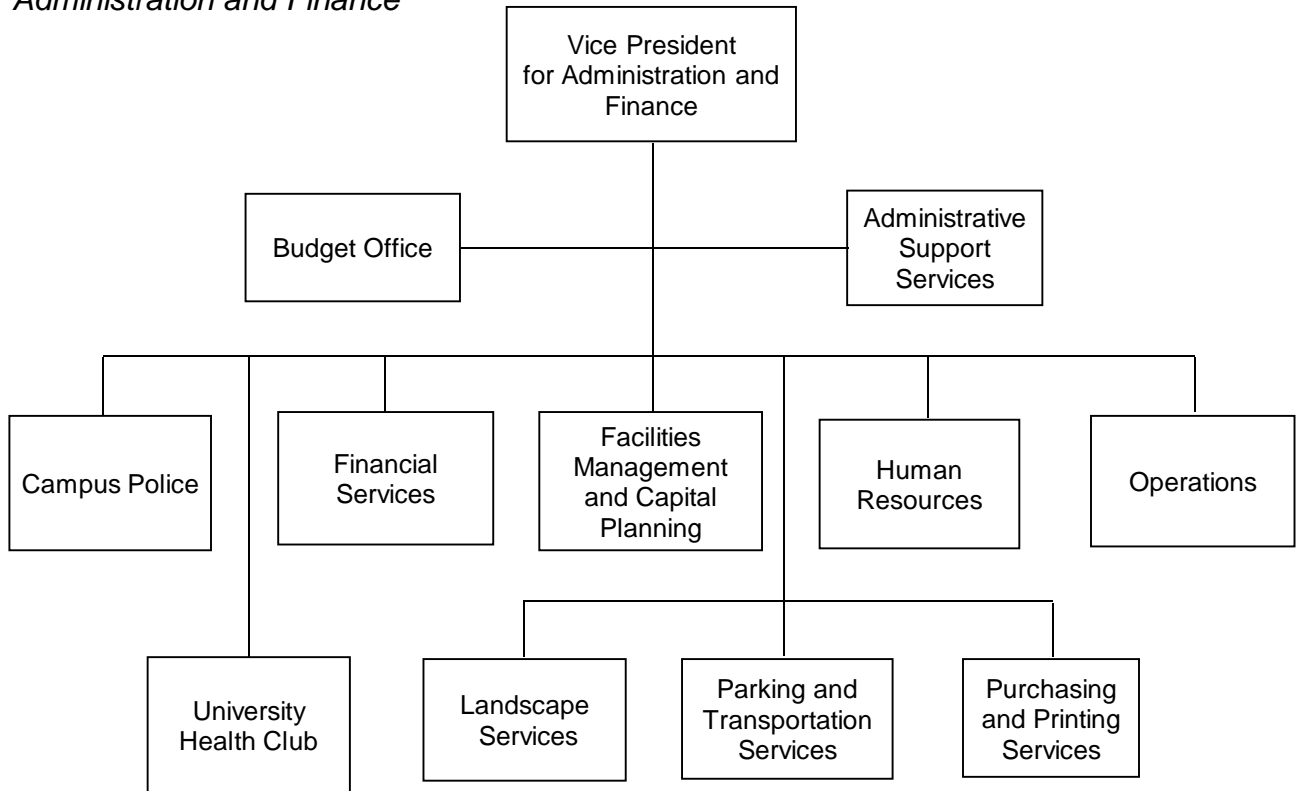 Administration and Finance
Vice President
for Administration and
Finance
Budget Office
Administrative
Support
Services
Campus Police
Financial
Services
Facilities
Management
and Capital
Planning
Human
Resources
Operations
University
Health Club
Landscape
Services
Parking and
Transportation
Services
Purchasing
and Printing
Services